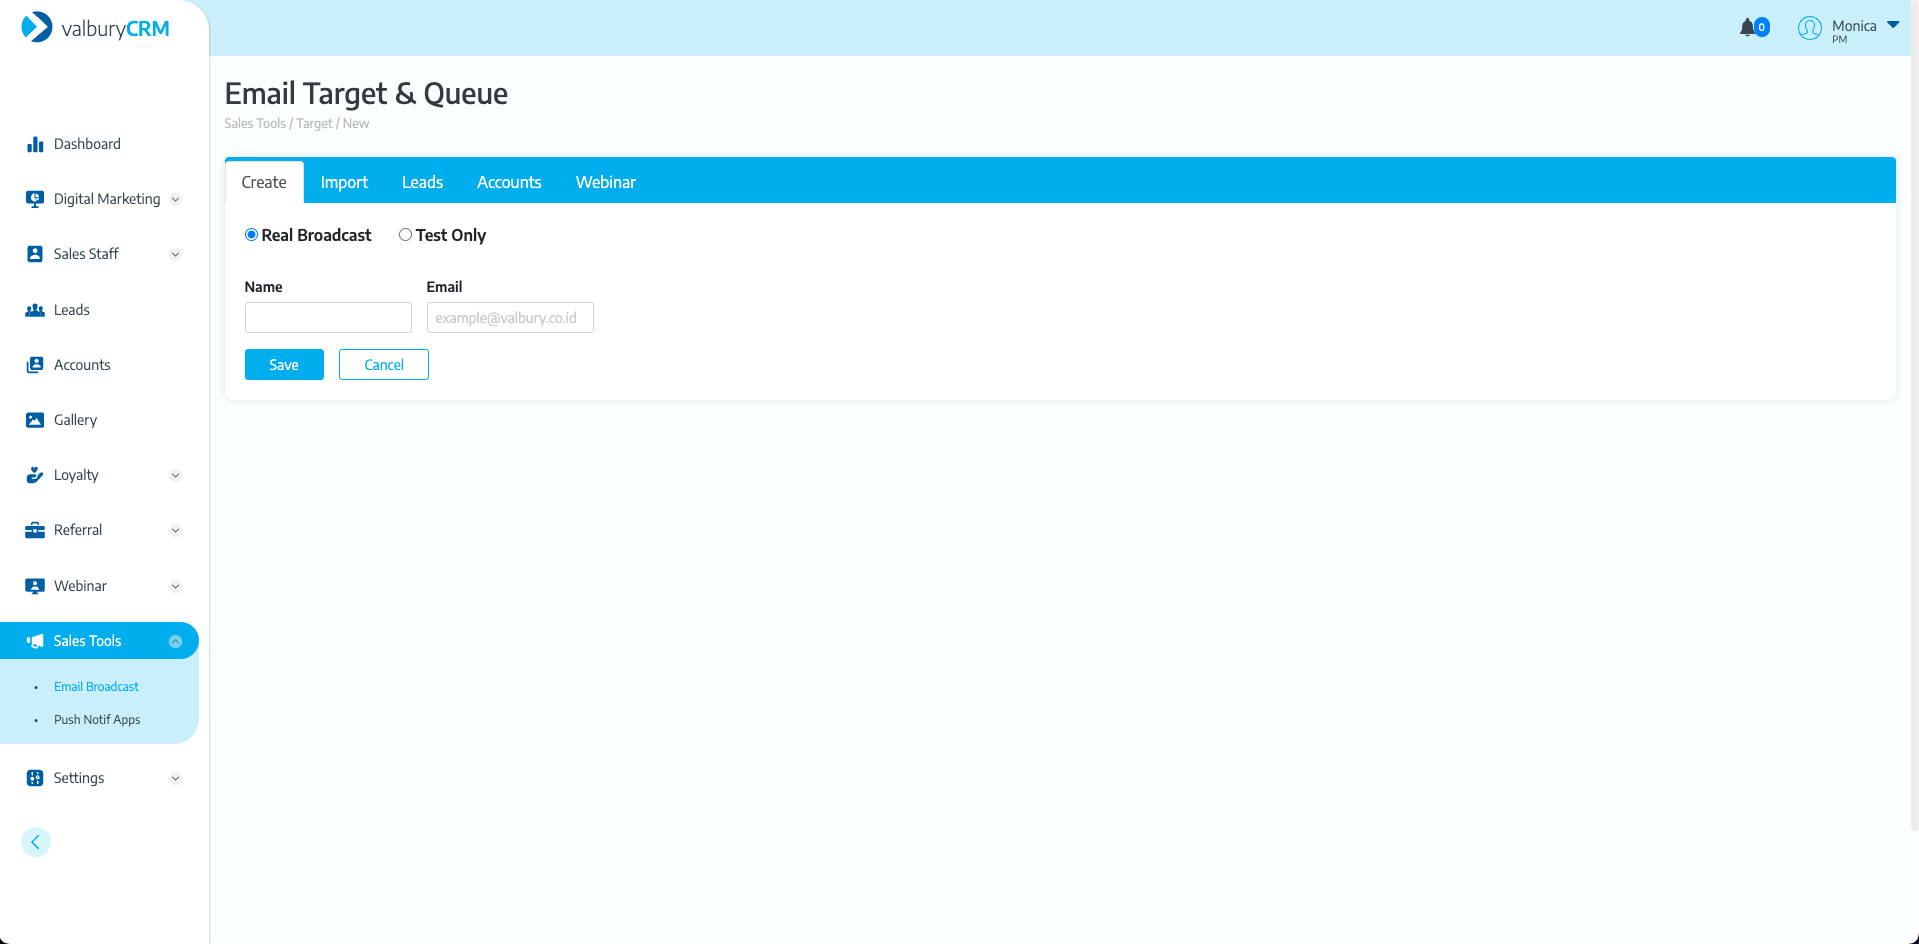 valburyCRM
0
Monica
PM
Email Target & Queue
Sales Tools / Target / New
Dashboard
Digital Marketing
Sales Staff
Leads
Accounts
Gallery
Loyalty
Referral
Webinar
Sales Tools
• Email Broadcast
• Push Notif Apps
Settings
Create Import Leads Accounts Webinar
Real Broadcast Test Only
Name Email
example@valbury.co.id
Save Cancel